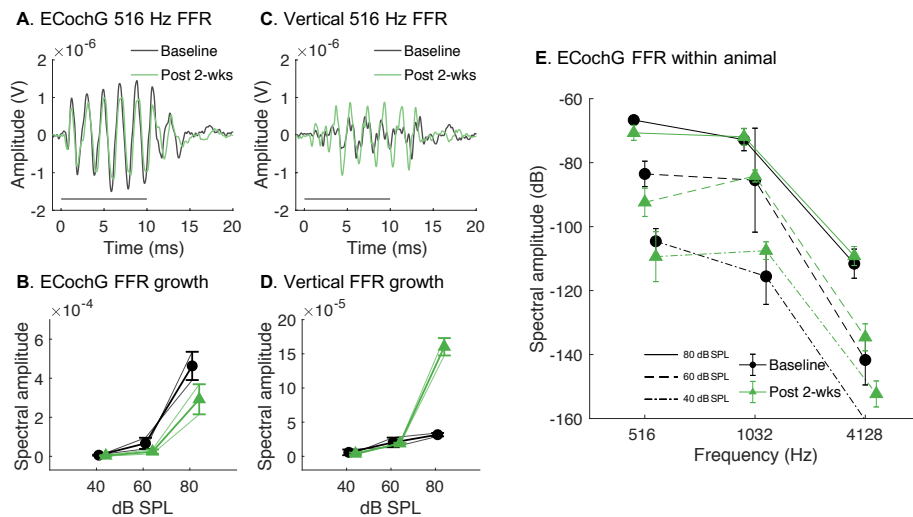 A. ECochG 516 Hz FFR
×10⁻⁶
Baseline
Post 2-wks
2
1
0
-1
-2
Amplitude (V)
0
5
10
15
20
Time (ms)
C. Vertical 516 Hz FFR
×10⁻⁶
Baseline
Post 2-wks
2
1
0
-1
-2
Amplitude (V)
0
5
10
15
20
Time (ms)
B. ECochG FFR growth
×10⁻⁴
6
4
2
0
Spectral amplitude
40
60
80
dB SPL
D. Vertical FFR growth
×10⁻⁵
15
10
5
0
Spectral amplitude
40
60
80
dB SPL
E. ECochG FFR within animal
-60
-80
-100
-120
-140
-160
Spectral amplitude (dB)
80 dB SPL
60 dB SPL
40 dB SPL
Baseline
Post 2-wks
516
1032
4128
Frequency (Hz)